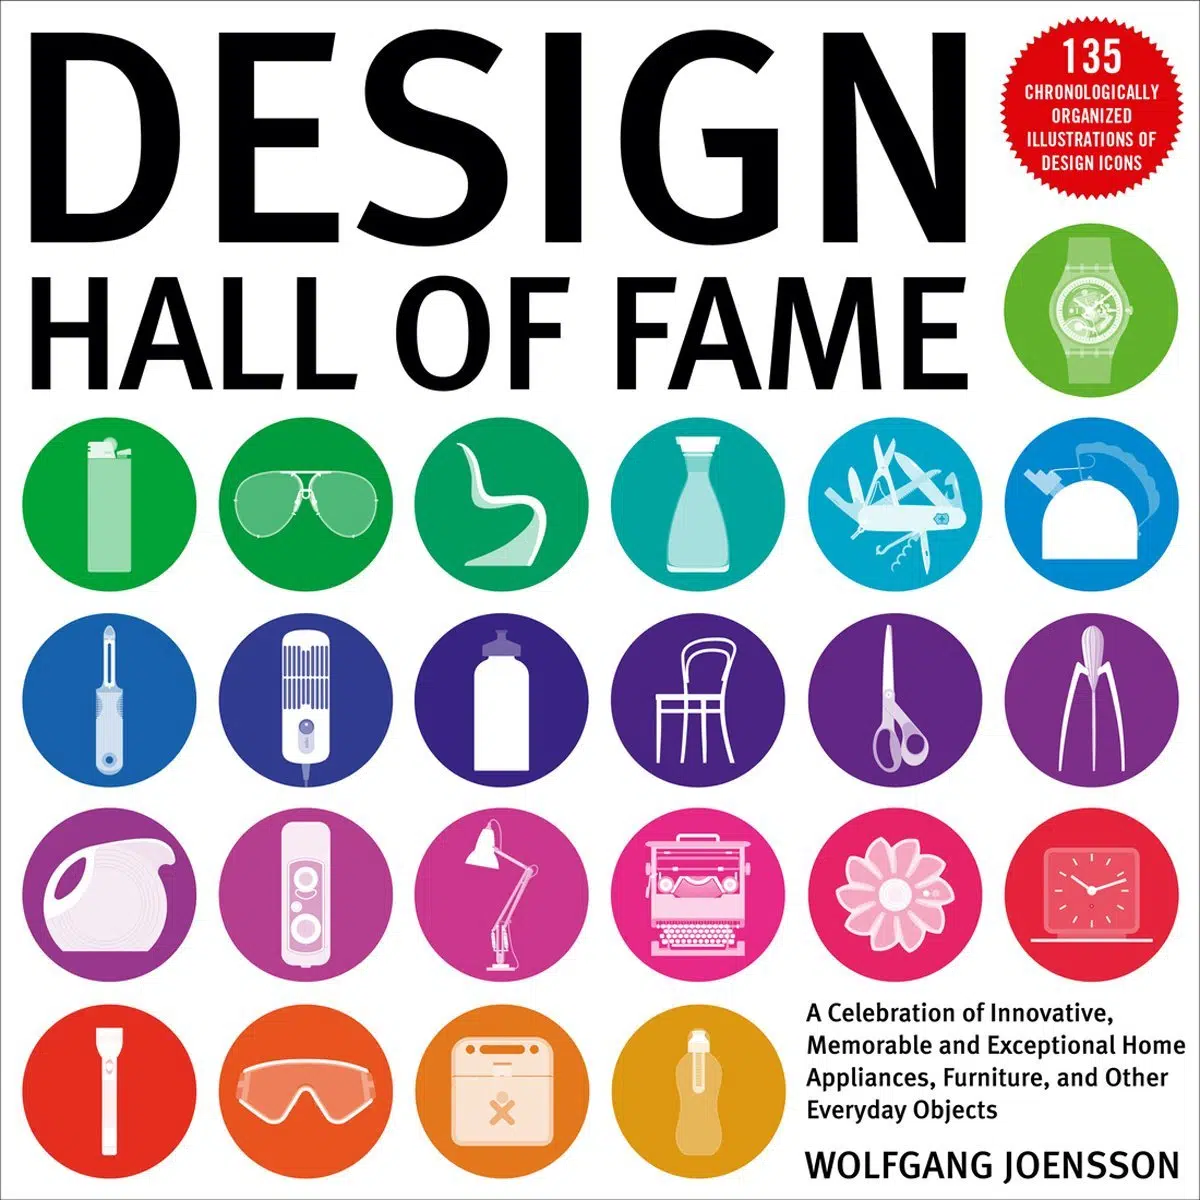 DESIGN
HALL OF FAME
135
CHRONOLOGICALLY
ORGANIZED
ILLUSTRATIONS OF
DESIGN ICONS
A Celebration of Innovative,
Memorable and Exceptional Home
Appliances, Furniture, and Other
Everyday Objects
WOLFGANG JOENSSON